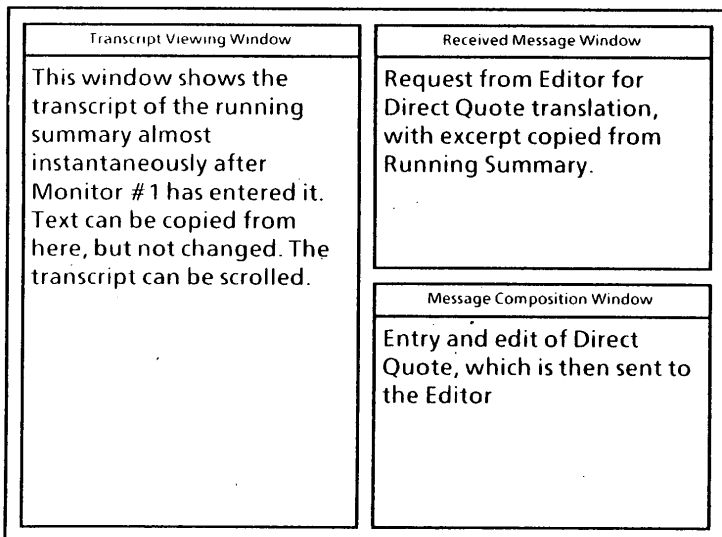 Transcript Viewing Window
This window shows the
transcript of the running
summary almost
instantaneously after
Monitor #1 has entered it.
Text can be copied from
here, but not changed. The
transcript can be scrolled.
Received Message Window
Request from Editor for
Direct Quote translation,
with excerpt copied from
Running Summary.
Message Composition Window
Entry and edit of Direct
Quote, which is then sent to
the Editor